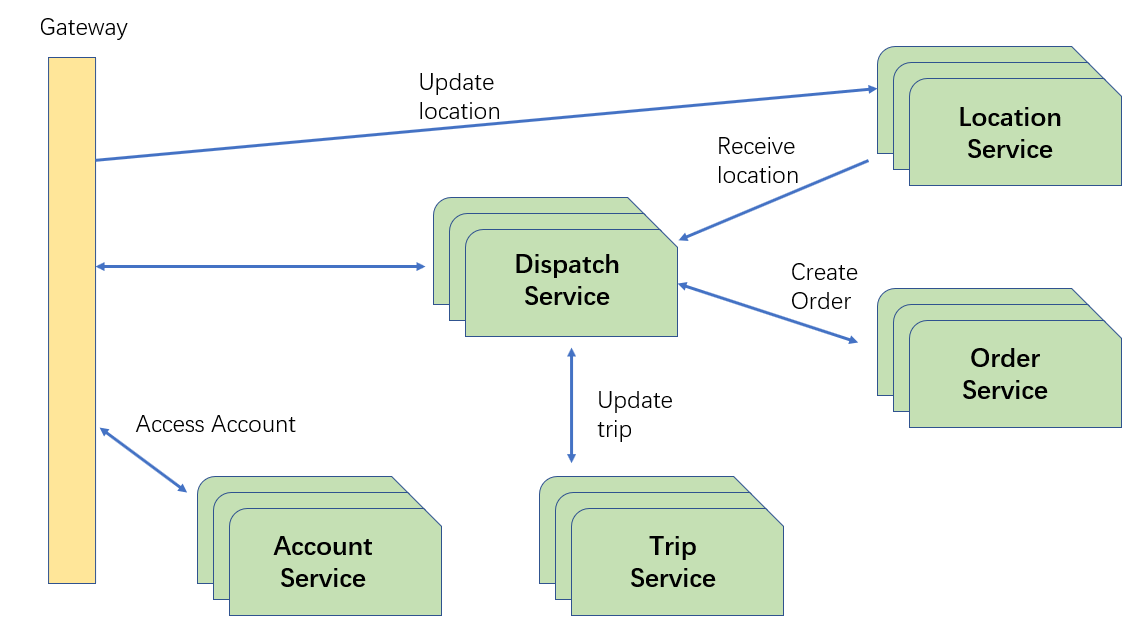 Gateway
Update
location
Location
Service
Receive
location
Dispatch
Service
Create
Order
Order
Service
Update
trip
Access Account
Account
Service
Trip
Service